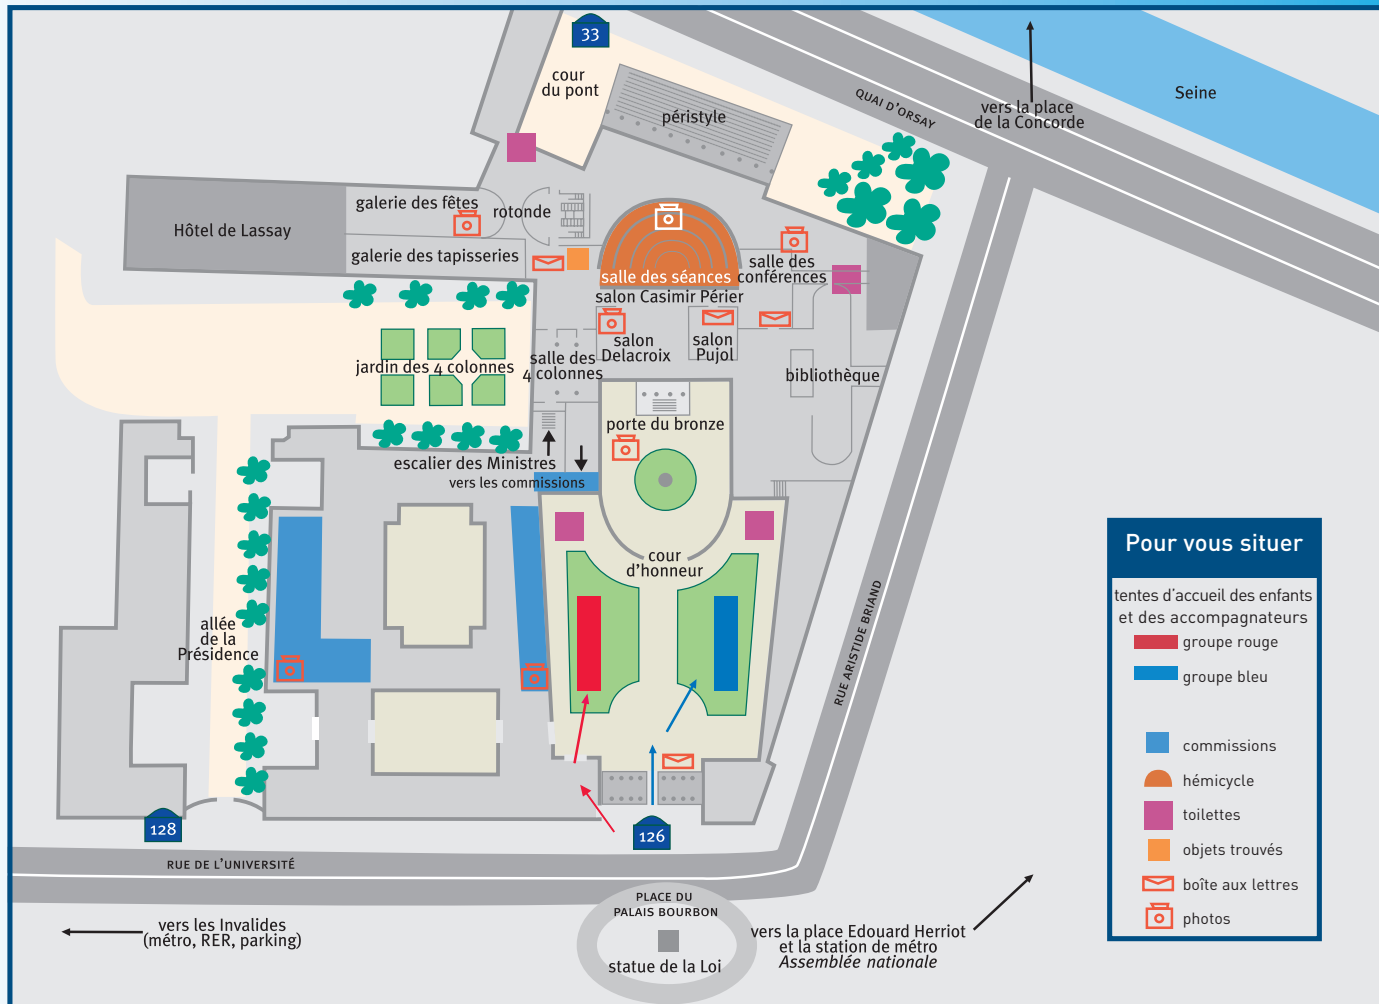 33
cour
du pont
péristyle
QUAI D'ORSAY
vers la place
de la Concorde
Seine
Hôtel de Lassay
galerie des fêtes
rotonde
galerie des tapisseries
salle des séances
salle des
conférences
salon Casimir Périer
salon
Delacroix
salon
Pujol
jardin des 4 colonnes
salle des
4 colonnes
bibliothèque
porte du bronze
escalier des Ministres
vers les commissions
cour
d'honneur
allée
de la
Présidence
RUE ARISTIDE BRIAND
128
126
RUE DE L'UNIVERSITÉ
PLACE DU
PALAIS BOURBON
statue de la Loi
vers les Invalides
(métro, RER, parking)
vers la place Edouard Herriot
et la station de métro
Assemblée nationale
Pour vous situer
tentes d'accueil des enfants
et des accompagnateurs
groupe rouge
groupe bleu
commissions
hémicycle
toilettes
objets trouvés
boîte aux lettres
photos